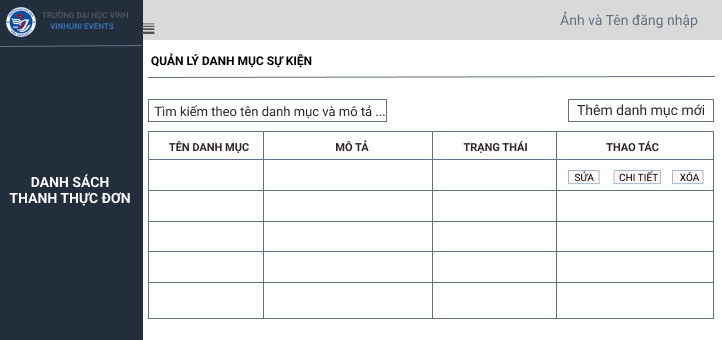 TRƯỜNG ĐẠI HỌC VINH
VINHUNI EVENTS
Ảnh và Tên đăng nhập
QUẢN LÝ DANH MỤC SỰ KIỆN
Tìm kiếm theo tên danh mục và mô tả ...
Thêm danh mục mới
TÊN DANH MỤC MÔ TẢ TRẠNG THÁI THAO TÁC
SỬA CHI TIẾT XÓA
DANH SÁCH
THANH THỰC ĐƠN